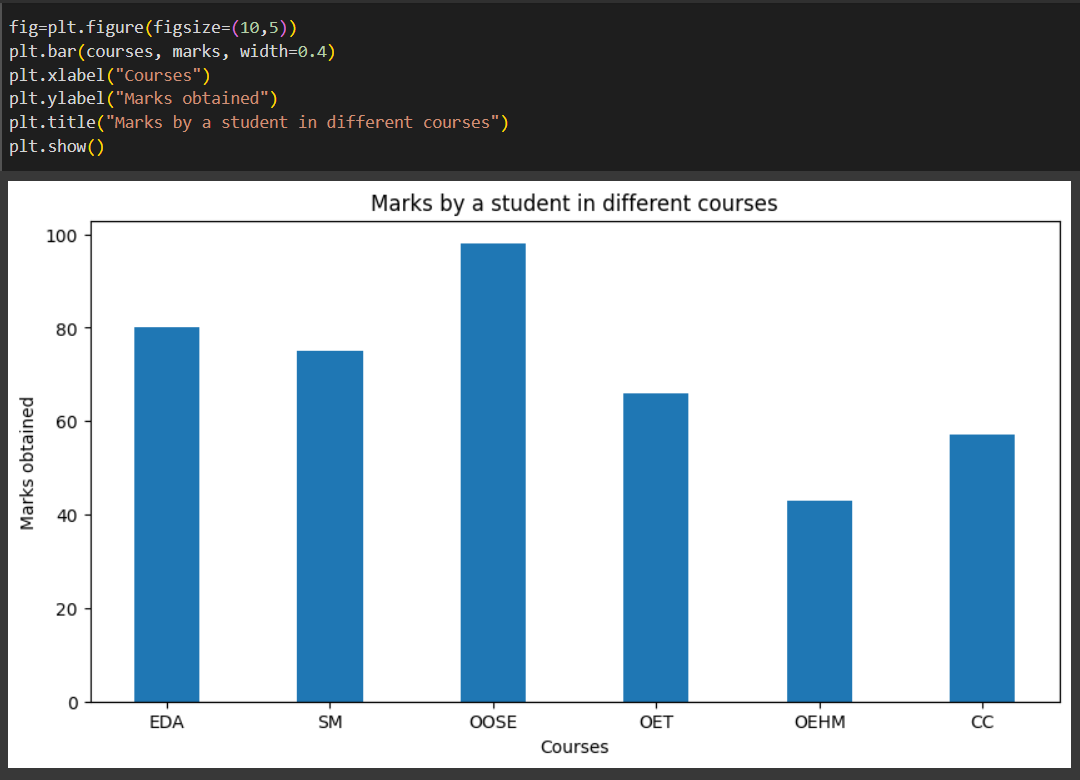 fig=plt.figure(figsize=(10,5))
plt.bar(courses, marks, width=0.4)
plt.xlabel("Courses")
plt.ylabel("Marks obtained")
plt.title("Marks by a student in different courses")
plt.show()
Marks by a student in different courses
100
80
60
40
20
0
Marks obtained
EDA SM OOSE OET OEHM CC
Courses